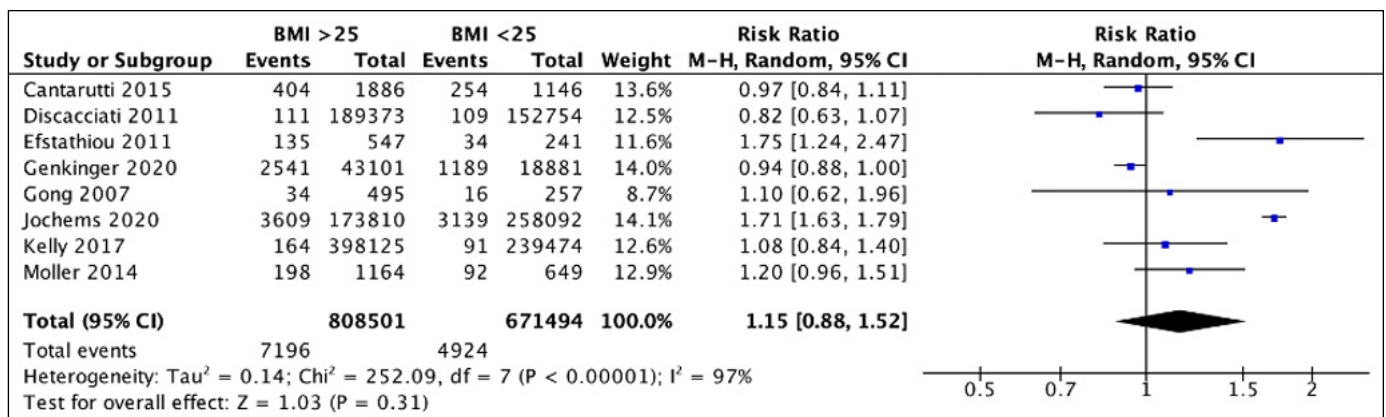 BMI >25 BMI <25 Risk Ratio Risk Ratio
Study or Subgroup Events Total Events Total Weight M-H, Random, 95% CI M-H, Random, 95% CI
Cantarutti 2015 404 1886 254 1146 13.6% 0.97 [0.84, 1.11]
Discacciati 2011 111 189373 109 152754 12.5% 0.82 [0.63, 1.07]
Efstathiou 2011 135 547 34 241 11.6% 1.75 [1.24, 2.47]
Genkinger 2020 2541 43101 1189 18881 14.0% 0.94 [0.88, 1.00]
Gong 2007 34 495 16 257 8.7% 1.10 [0.62, 1.96]
Jochems 2020 3609 173810 3139 258092 14.1% 1.71 [1.63, 1.79]
Kelly 2017 164 398125 91 239474 12.6% 1.08 [0.84, 1.40]
Moller 2014 198 1164 92 649 12.9% 1.20 [0.96, 1.51]
Total (95% CI) 808501 671494 100.0% 1.15 [0.88, 1.52]
Total events 7196 4924
Heterogeneity: Tau² = 0.14; Chi² = 252.09, df = 7 (P < 0.00001); I² = 97%
Test for overall effect: Z = 1.03 (P = 0.31)
0.5 0.7 1 1.5 2